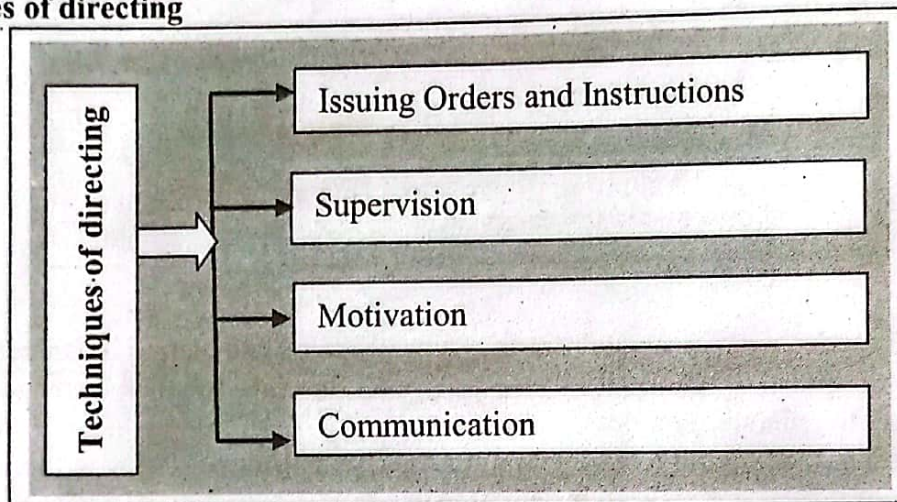 es of directing
Techniques of directing
Issuing Orders and Instructions
Supervision
Motivation
Communication